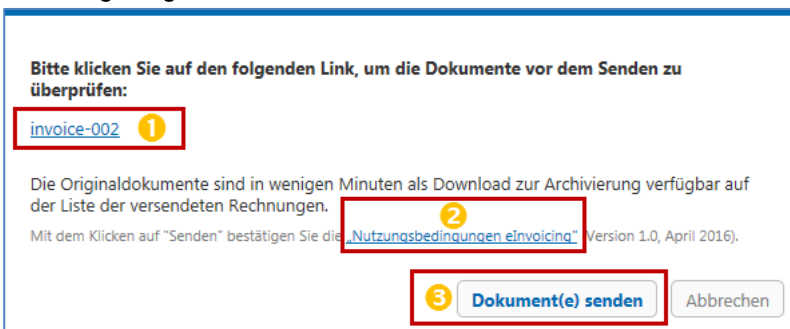 Bitte klicken Sie auf den folgenden Link, um die Dokumente vor dem Senden zu
überprüfen:
invoice-002 1
Die Originaldokumente sind in wenigen Minuten als Download zur Archivierung verfügbar auf
der Liste der versendeten Rechnungen.
2
Mit dem Klicken auf "Senden" bestätigen Sie die „Nutzungsbedingungen eInvoicing" Version 1.0, April 2016).
3 Dokument(e) senden Abbrechen